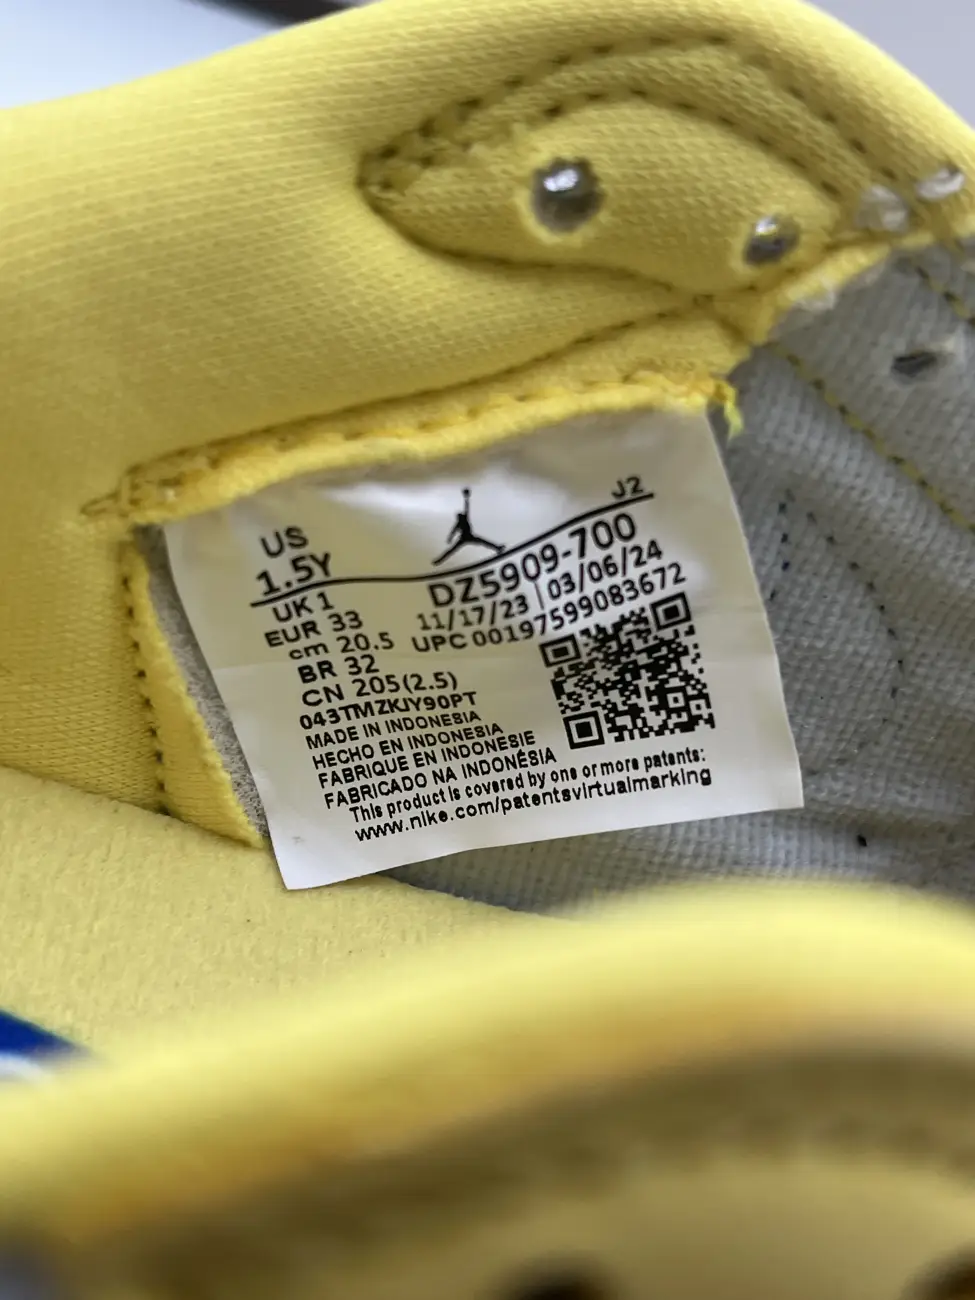 J2
US
1.5Y
DZ5909-700
UK 1
11/17/23 | 03/06/24
EUR 33
UPC 00197599083672
cm 20.5
BR 32
CN 205(2.5)
043TMZKJY90PT
MADE IN INDONESIA
HECHO EN INDONESIA
FABRIQUE EN INDONESIE
FABRICADO NA INDONÉSIA
This product is covered by one or more patents:
www.nike.com/patentsvirtualmarking